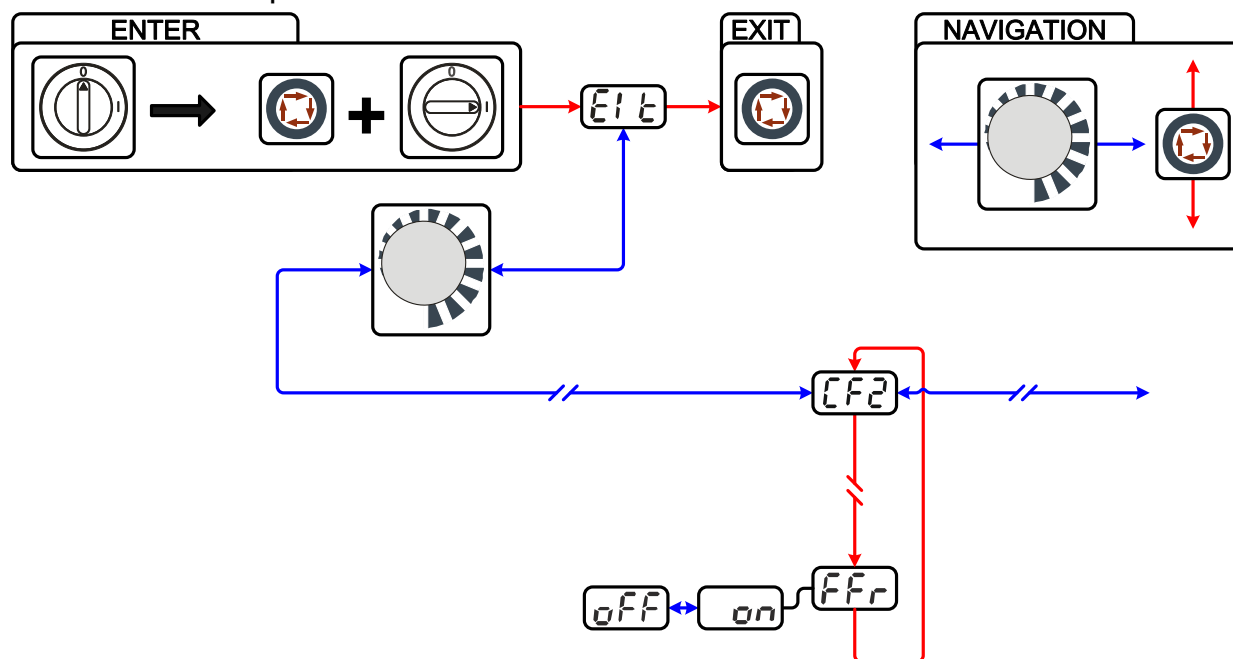 ENTER EXIT NAVIGATION
0 I 0 I
EIt
CF2
FFr
oFF on